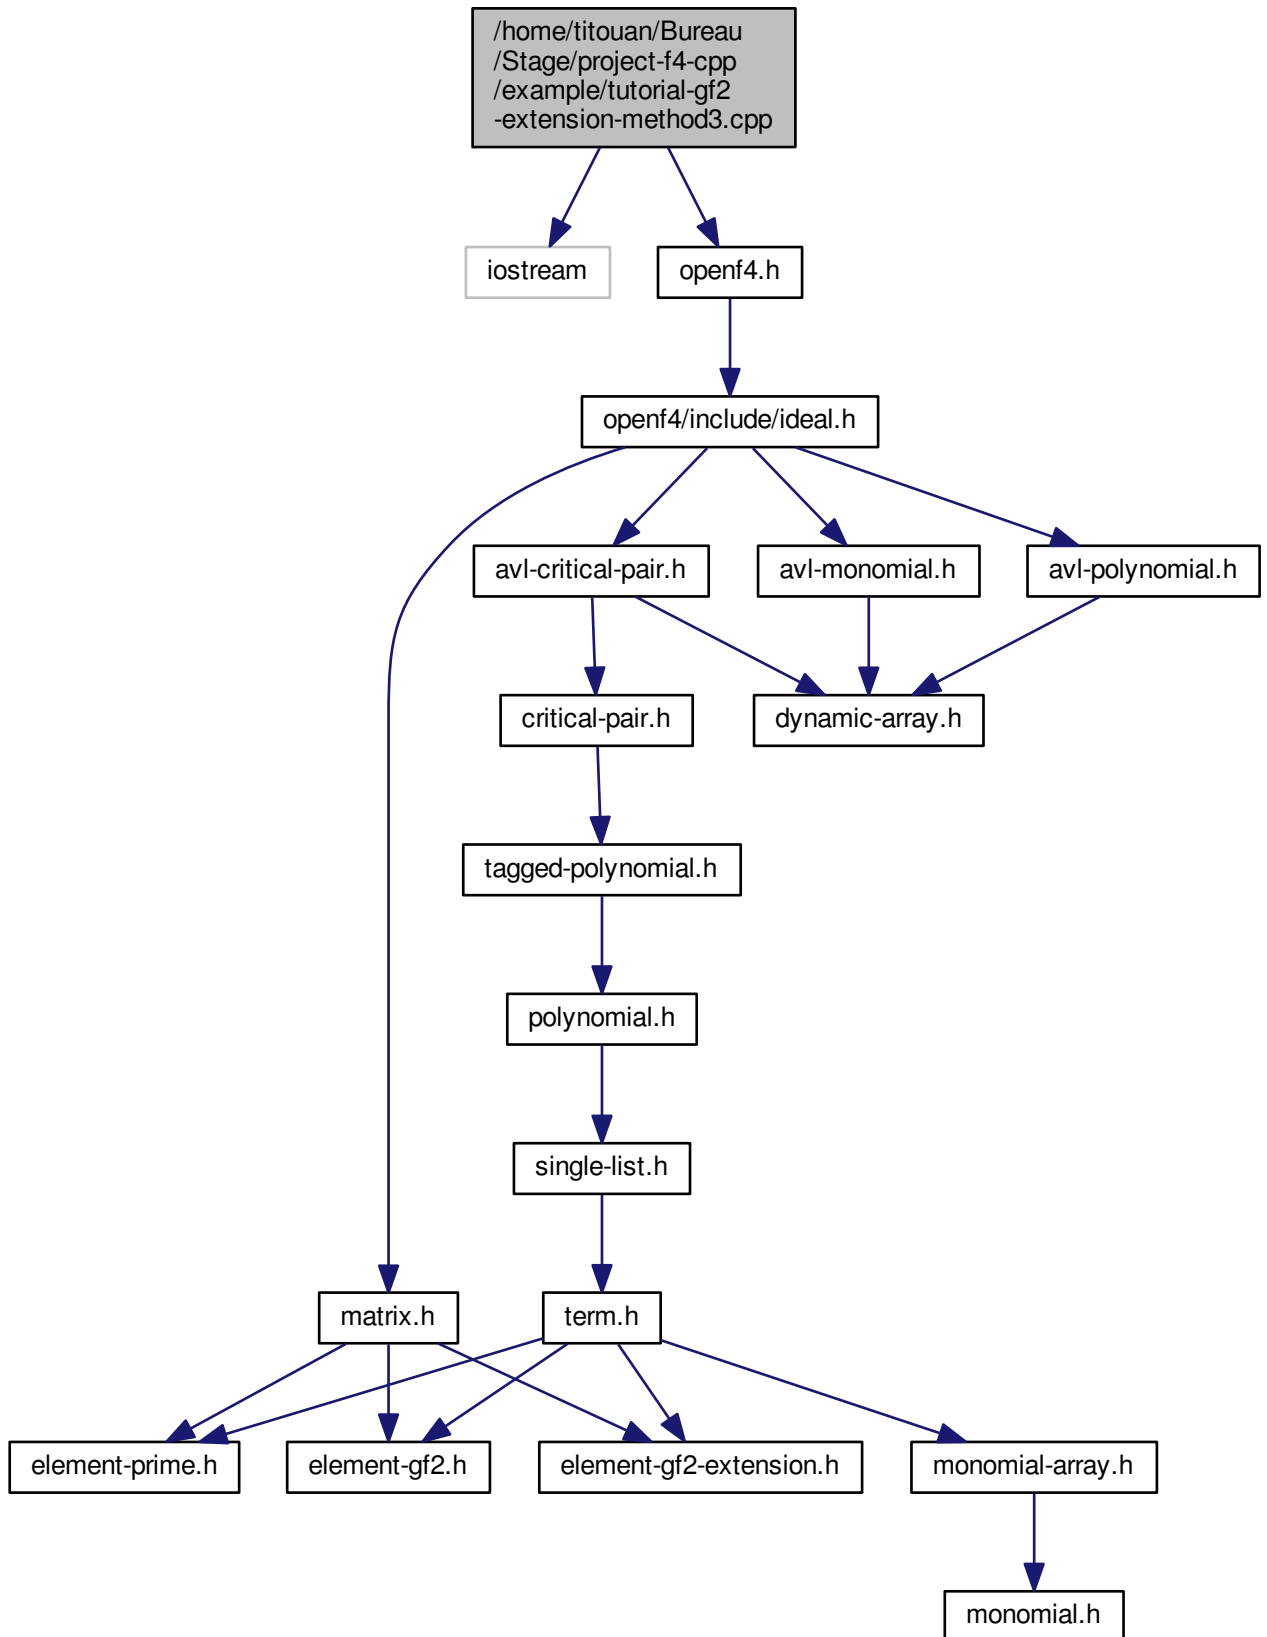 /home/titouan/Bureau
/Stage/project-f4-cpp
/example/tutorial-gf2
-extension-method3.cpp
iostream
openf4.h
openf4/include/ideal.h
avl-critical-pair.h
avl-monomial.h
avl-polynomial.h
critical-pair.h
dynamic-array.h
tagged-polynomial.h
polynomial.h
single-list.h
matrix.h
term.h
element-prime.h
element-gf2.h
element-gf2-extension.h
monomial-array.h
monomial.h